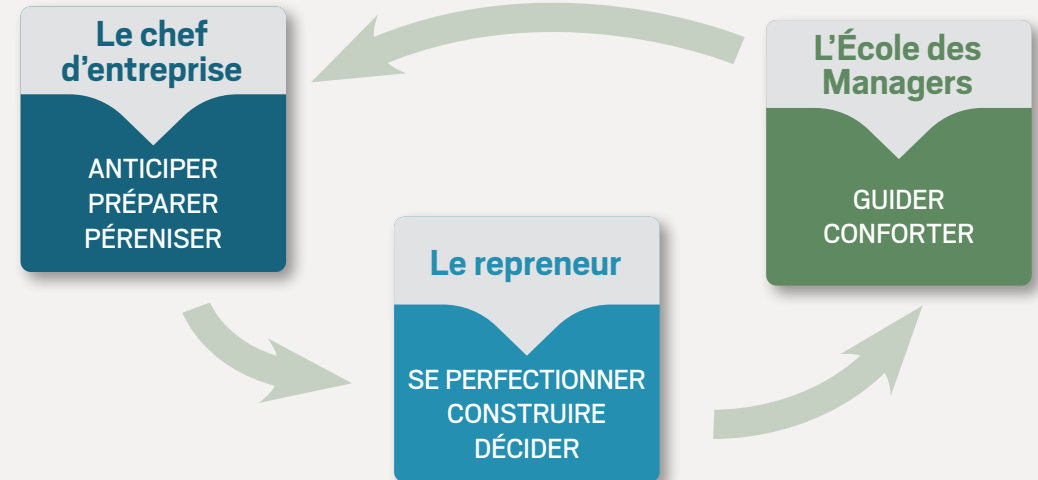 Le chef
d'entreprise
ANTICIPER
PRÉPARER
PÉRENISER
L'École des
Managers
GUIDER
CONFORTER
Le repreneur
SE PERFECTIONNER
CONSTRUIRE
DÉCIDER